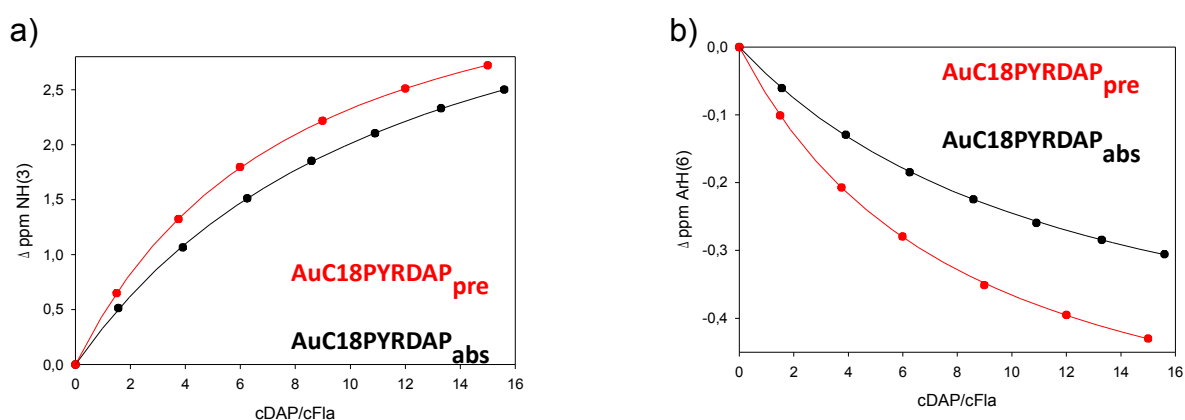 a)
Δ ppm NH(3)
2,5
2,0
1,5
1,0
0,5
0,0
AuC18PYRDAPpre
AuC18PYRDAPabs
0 2 4 6 8 10 12 14 16
cDAP/cFla
b)
Δ ppm ArH(6)
0,0
-0,1
-0,2
-0,3
-0,4
AuC18PYRDAPpre
AuC18PYRDAPabs
0 2 4 6 8 10 12 14 16
cDAP/cFla